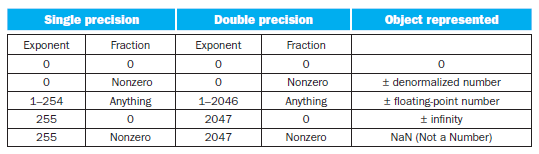 Single precision Double precision Object represented
Exponent Fraction Exponent Fraction
0 0 0 0 0
0 Nonzero 0 Nonzero ± denormalized number
1–254 Anything 1–2046 Anything ± floating-point number
255 0 2047 0 ± infinity
255 Nonzero 2047 Nonzero NaN (Not a Number)